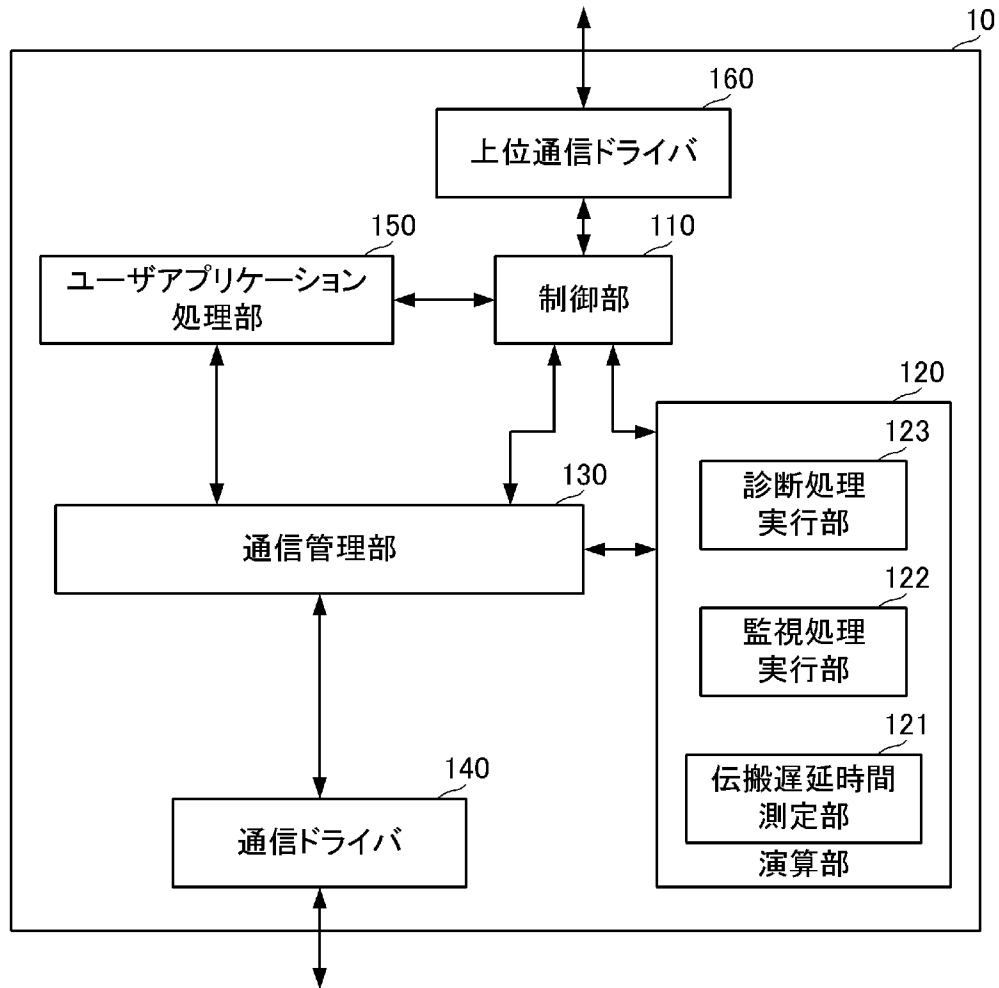 10
160
上位通信ドライバ
150
110
ユーザアプリケーション
処理部
制御部
120
123
診断処理
実行部
130
通信管理部
122
監視処理
実行部
121
伝搬遅延時間
測定部
140
通信ドライバ
演算部